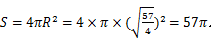 S = 4πR² = 4 × π × (√(57/4))² = 57π.